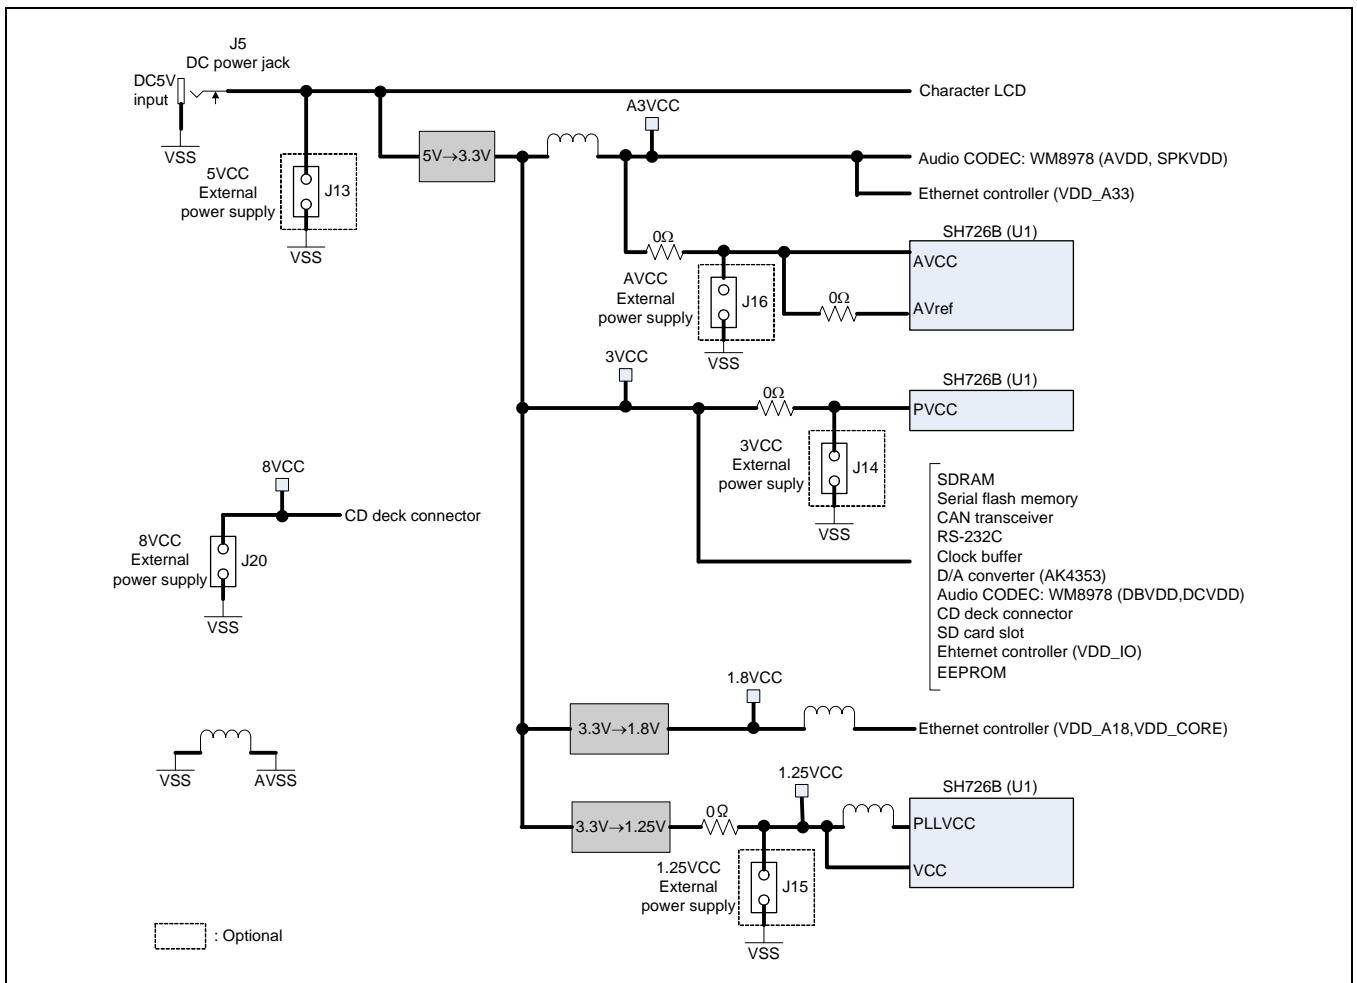 J5
DC power jack
DC5V
input
VSS
Character LCD
A3VCC
5V→3.3V
Audio CODEC: WM8978 (AVDD, SPKVDD)
Ethernet controller (VDD_A33)
5VCC
External
power supply
J13
VSS
0Ω
SH726B (U1)
AVCC
AVref
AVCC
External
power supply
J16
0Ω
VSS
3VCC
0Ω
SH726B (U1)
PVCC
3VCC
External
power suply
J14
VSS
8VCC
CD deck connector
8VCC
External
power supply
J20
VSS
SDRAM
Serial flash memory
CAN transceiver
RS-232C
Clock buffer
D/A converter (AK4353)
Audio CODEC: WM8978 (DBVDD,DCVDD)
CD deck connector
SD card slot
Ehternet controller (VDD_IO)
EEPROM
1.8VCC
3.3V→1.8V
Ethernet controller (VDD_A18,VDD_CORE)
VSS
AVSS
1.25VCC
3.3V→1.25V
0Ω
SH726B (U1)
PLLVCC
VCC
1.25VCC
External
power supply
J15
VSS
: Optional